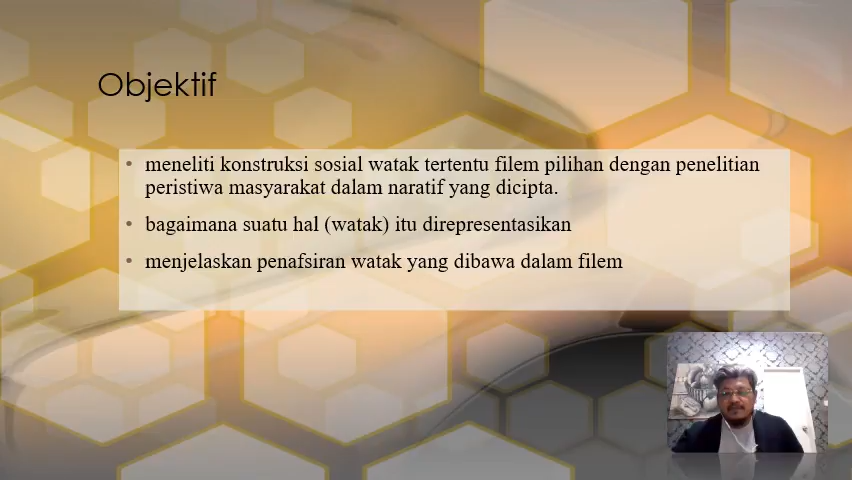 Objektif
meneliti konstruksi sosial watak tertentu filem pilihan dengan penelitian
peristiwa masyarakat dalam naratif yang dicipta.
bagaimana suatu hal (watak) itu direpresentasikan
menjelaskan penafsiran watak yang dibawa dalam filem